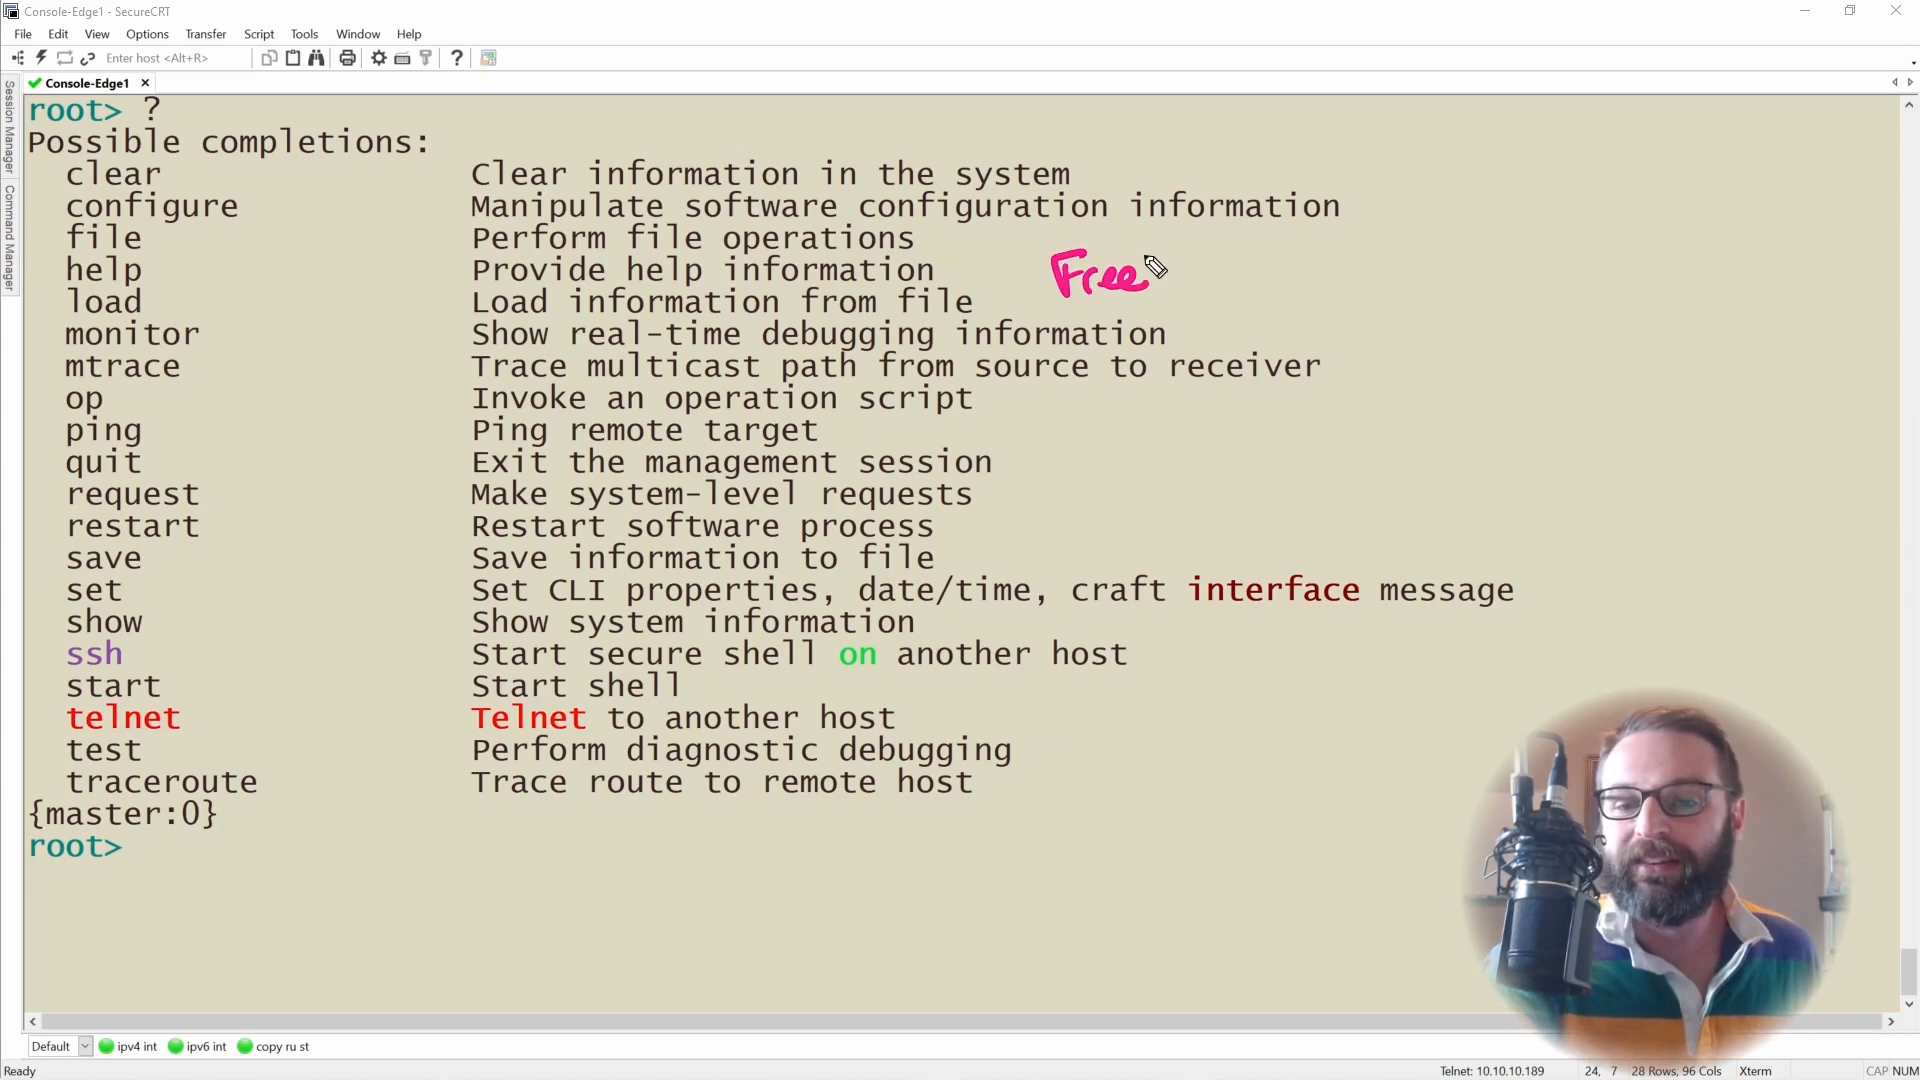 Console-Edge1 - SecureCRT
File Edit View Options Transfer Script Tools Window Help
Enter host <Alt+R>
Console-Edge1
Session Manager
Command Manager
root> ?
Possible completions:
clear Clear information in the system
configure Manipulate software configuration information
file Perform file operations
help Provide help information
Free
load Load information from file
monitor Show real-time debugging information
mtrace Trace multicast path from source to receiver
op Invoke an operation script
ping Ping remote target
quit Exit the management session
request Make system-level requests
restart Restart software process
save Save information to file
set Set CLI properties, date/time, craft interface message
show Show system information
ssh Start secure shell on another host
start Start shell
telnet Telnet to another host
test Perform diagnostic debugging
traceroute Trace route to remote host
{master:0}
root>
Default ipv4 int ipv6 int copy ru st
Ready Telnet: 10.10.10.189 24, 7 28 Rows, 96 Cols Xterm CAP NUM